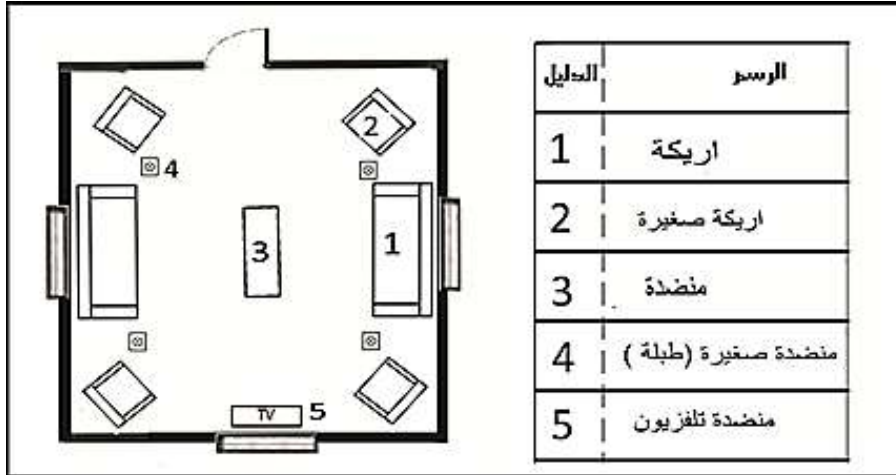 2
4
1
3
TV 5
الدليل الرسم
1 اريكة
2 اريكة صغيرة
3 منضدة
4 منضدة صغيرة (طبلة )
5 منضدة تلفزيون